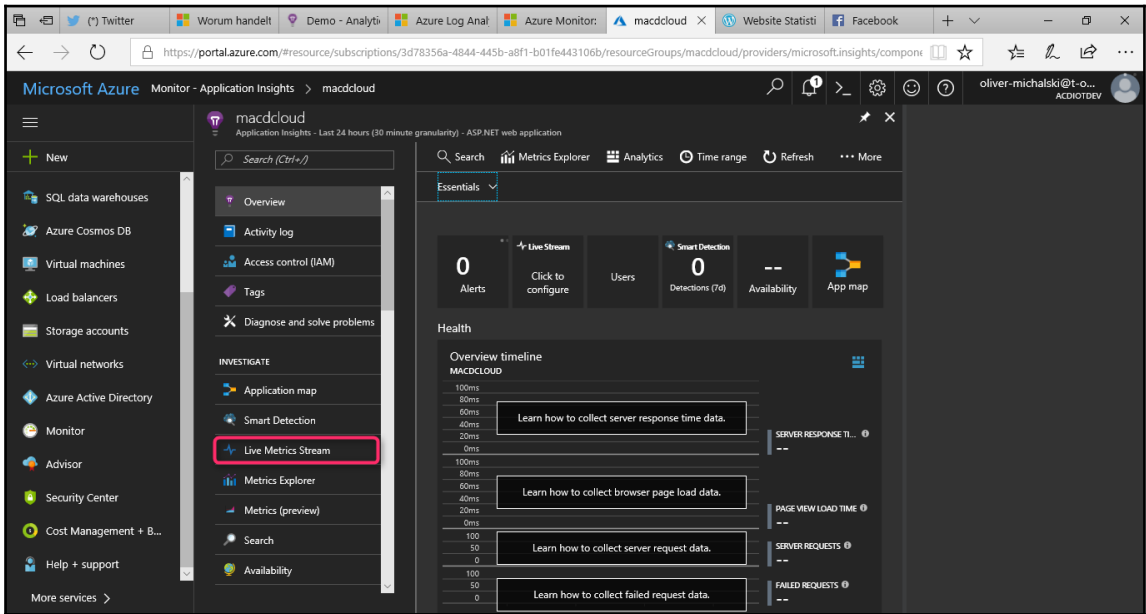 (*) Twitter
Worum handelt
Demo - Analytic
Azure Log Anal
Azure Monitor:
macdcloud
Website Statisti
Facebook
https://portal.azure.com/#resource/subscriptions/3d78356a-4844-445b-a8f1-b01fe443106b/resourceGroups/macdcloud/providers/microsoft.insights/compone
Microsoft Azure Monitor - Application Insights > macdcloud
1
oliver-michalski@t-o...
ACDIOTDEV
macdcloud
Application Insights - Last 24 hours (30 minute granularity) - ASP.NET web application
New
SQL data warehouses
Azure Cosmos DB
Virtual machines
Load balancers
Storage accounts
Virtual networks
Azure Active Directory
Monitor
Advisor
Security Center
Cost Management + B...
Help + support
More services >
Search (Ctrl+/)
Overview
Activity log
Access control (IAM)
Tags
Diagnose and solve problems
INVESTIGATE
Application map
Smart Detection
Live Metrics Stream
Metrics Explorer
Metrics (preview)
Search
Availability
Search
Metrics Explorer
Analytics
Time range
Refresh
More
Essentials
0
Alerts
Live Stream
Click to
configure
Users
Smart Detection
0
Detections (7d)
--
Availability
App map
Health
Overview timeline
MACDCLOUD
100ms
80ms
60ms
40ms
20ms
0ms
Learn how to collect server response time data.
SERVER RESPONSE TI...
--
100ms
80ms
60ms
40ms
20ms
0ms
Learn how to collect browser page load data.
PAGE VIEW LOAD TIME
--
100
50
0
Learn how to collect server request data.
SERVER REQUESTS
--
100
50
0
Learn how to collect failed request data.
FAILED REQUESTS
--